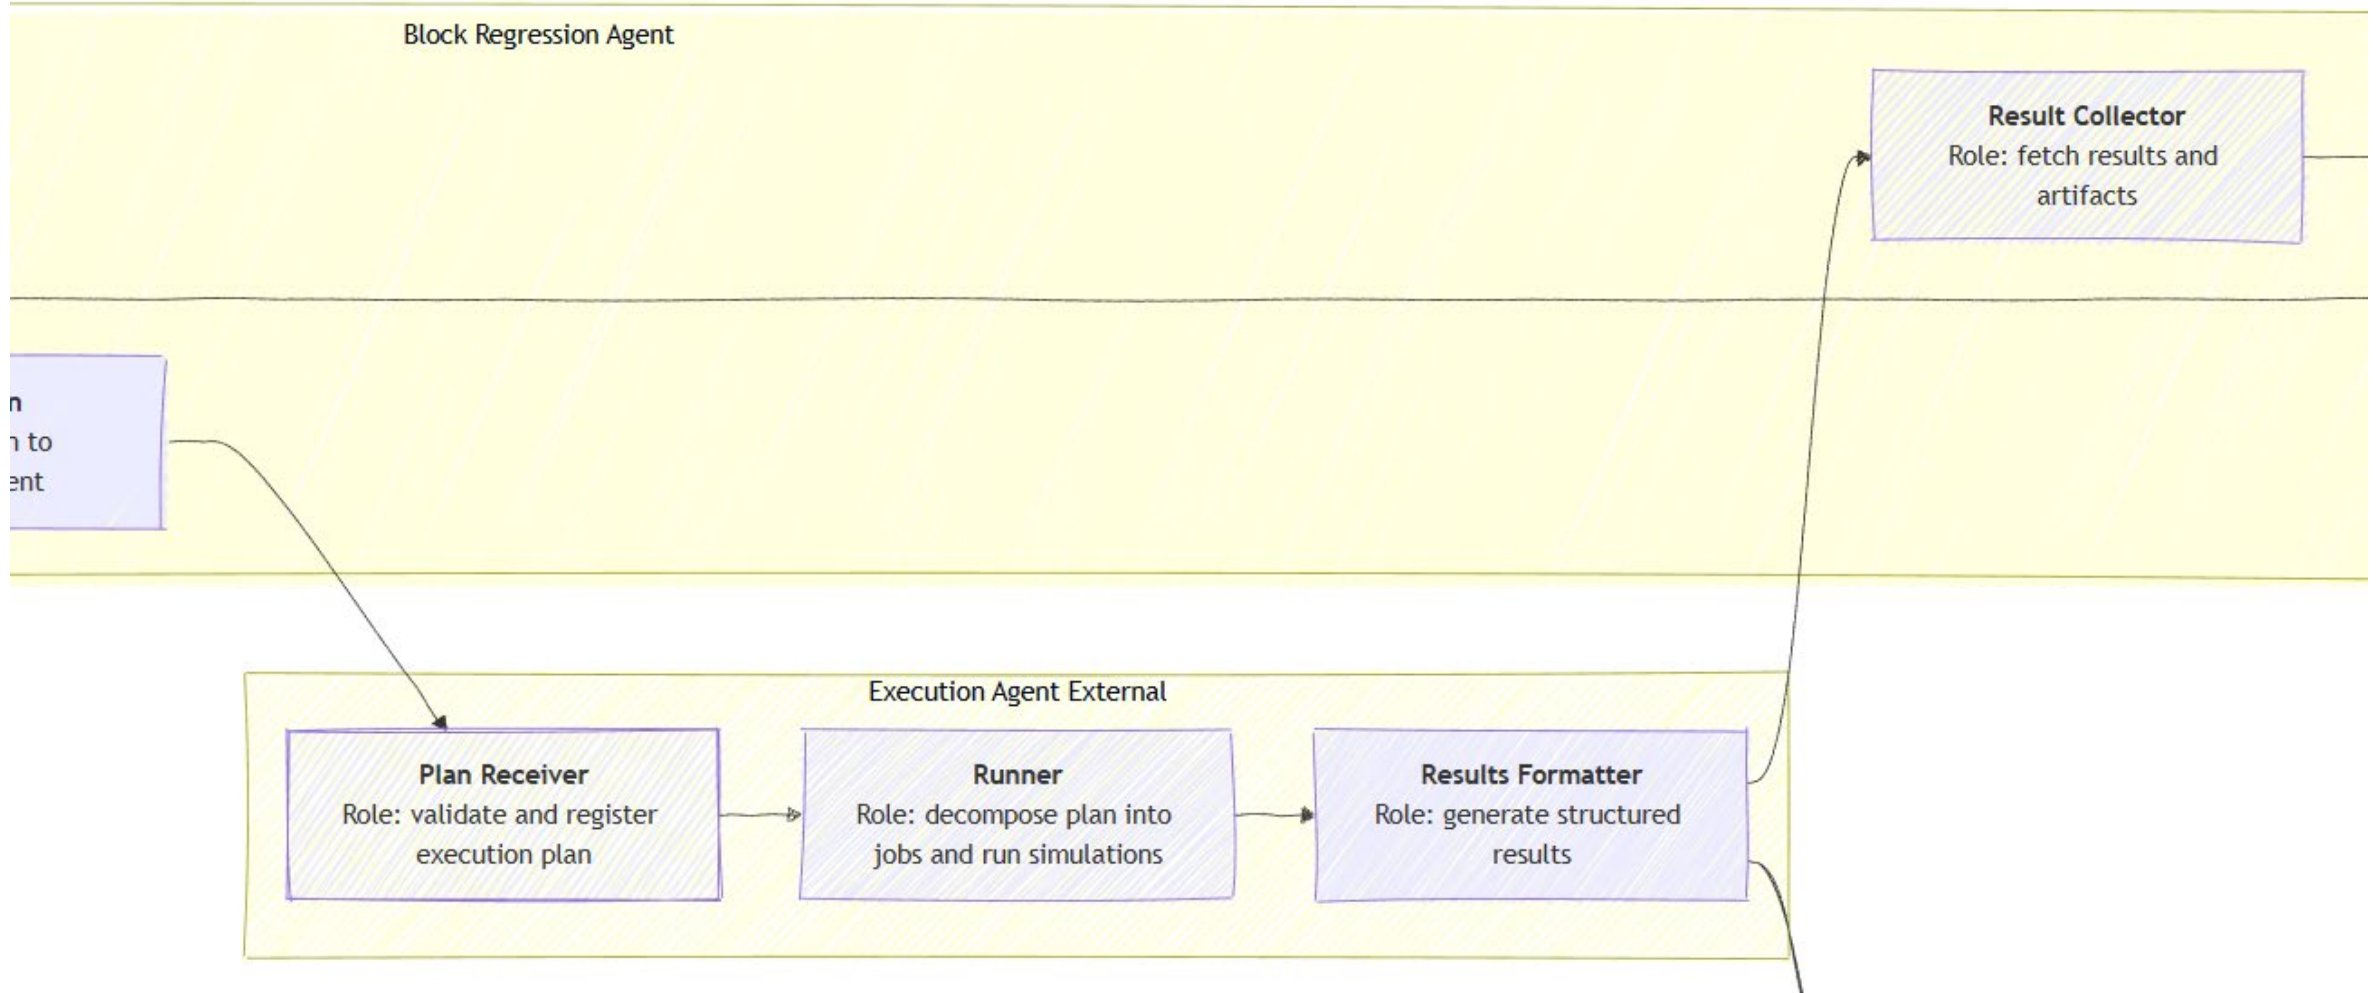 Block Regression Agent
Result Collector
Role: fetch results and
artifacts
n
n to
ent
Execution Agent External
Plan Receiver
Role: validate and register
execution plan
Runner
Role: decompose plan into
jobs and run simulations
Results Formatter
Role: generate structured
results